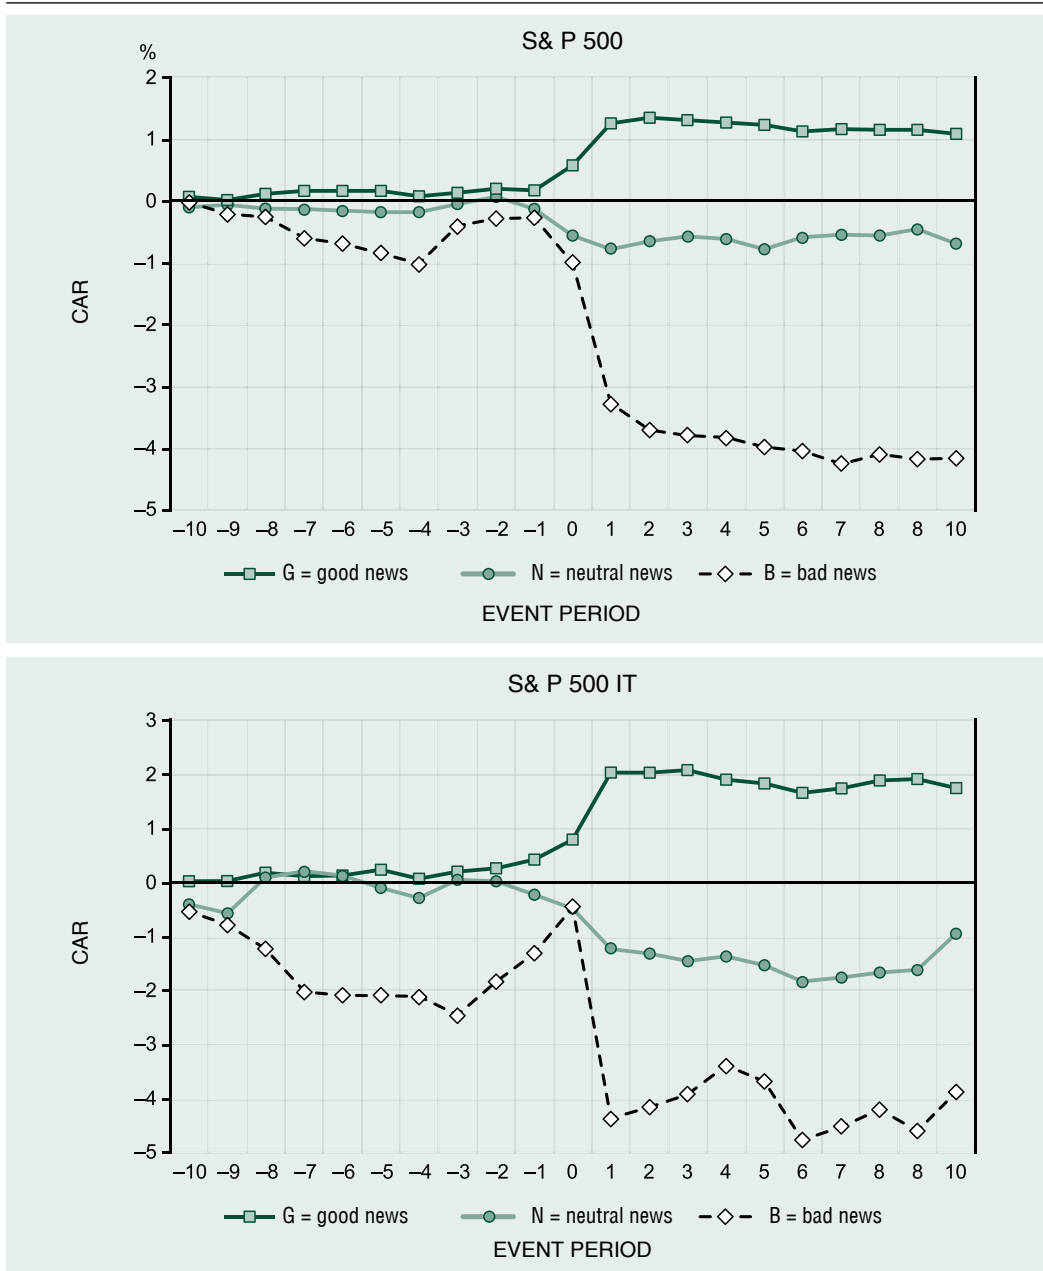 S& P 500
%
2
1
0
–1
–2
–3
–4
–5
CAR
–10 –9 –8 –7 –6 –5 –4 –3 –2 –1 0 1 2 3 4 5 6 7 8 8 10
G = good news N = neutral news B = bad news
EVENT PERIOD
S& P 500 IT
3
2
1
0
–1
–2
–3
–4
–5
CAR
–10 –9 –8 –7 –6 –5 –4 –3 –2 –1 0 1 2 3 4 5 6 7 8 8 10
G = good news N = neutral news B = bad news
EVENT PERIOD